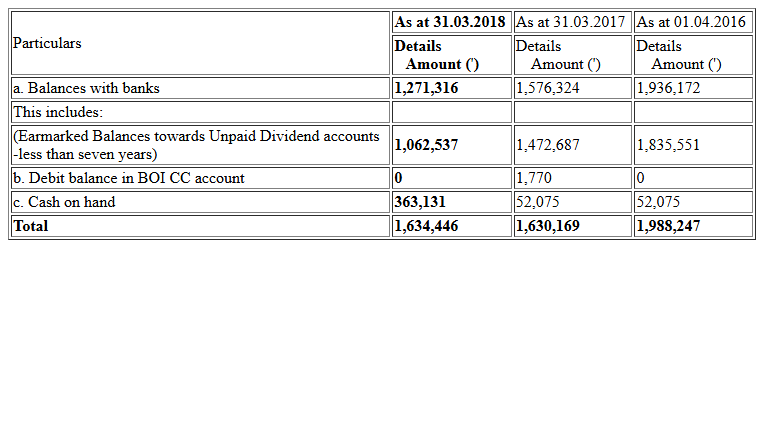 Particulars As at 31.03.2018 As at 31.03.2017 As at 01.04.2016
Details Details Details
Amount (') Amount (') Amount (')
a. Balances with banks 1,271,316 1,576,324 1,936,172
This includes:
(Earmarked Balances towards Unpaid Dividend accounts
-less than seven years) 1,062,537 1,472,687 1,835,551
b. Debit balance in BOI CC account 0 1,770 0
c. Cash on hand 363,131 52,075 52,075
Total 1,634,446 1,630,169 1,988,247